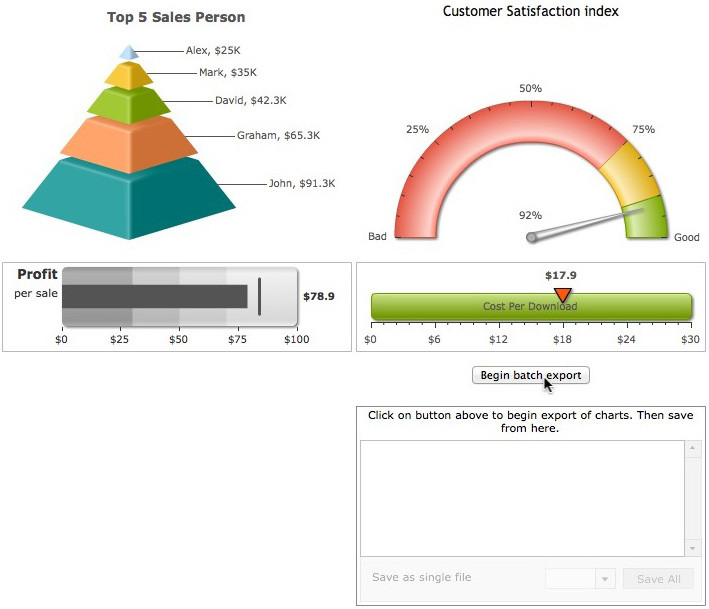 Top 5 Sales Person
Alex, $25K
Mark, $35K
David, $42.3K
Graham, $65.3K
John, $91.3K
Customer Satisfaction index
50%
25%
75%
92%
Bad
Good
Profit
per sale
$78.9
$0 $25 $50 $75 $100
$17.9
Cost Per Download
$0 $6 $12 $18 $24 $30
Begin batch export
Click on button above to begin export of charts. Then save
from here.
Save as single file
Save All